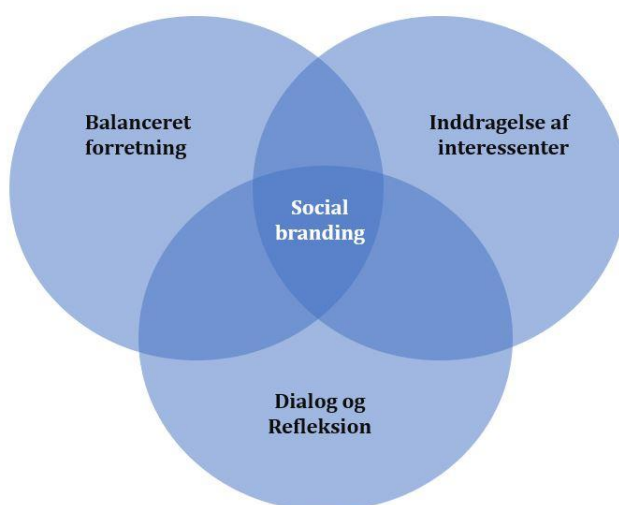 Balanceret
forretning
Inddragelse af
interessenter
Social
branding
Dialog og
Refleksion